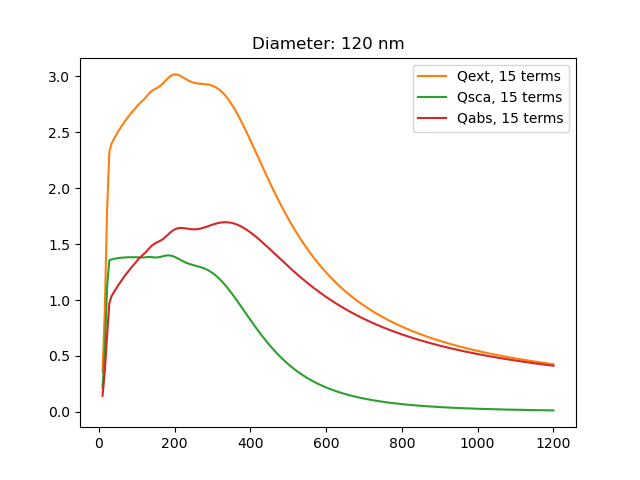 Diameter: 120 nm
Qext, 15 terms
Qsca, 15 terms
Qabs, 15 terms
3.0
2.5
2.0
1.5
1.0
0.5
0.0
0 200 400 600 800 1000 1200